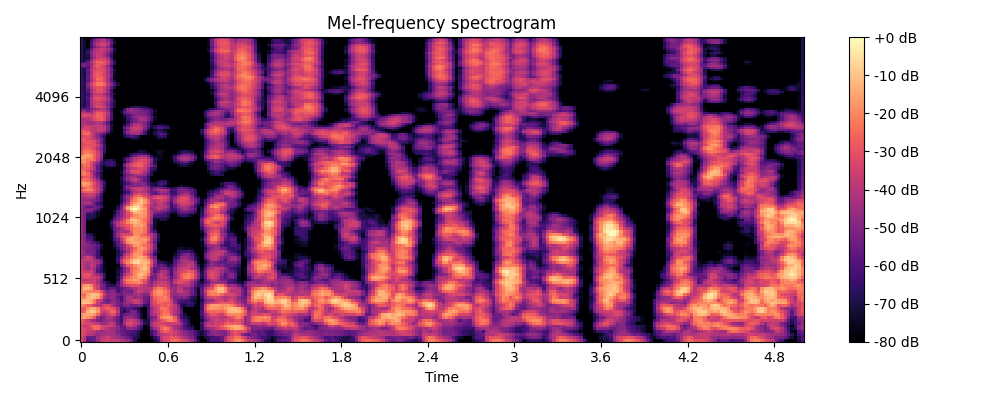 Mel-frequency spectrogram
Hz
4096
2048
1024
512
0
0 0.6 1.2 1.8 2.4 3 3.6 4.2 4.8
Time
+0 dB
-10 dB
-20 dB
-30 dB
-40 dB
-50 dB
-60 dB
-70 dB
-80 dB